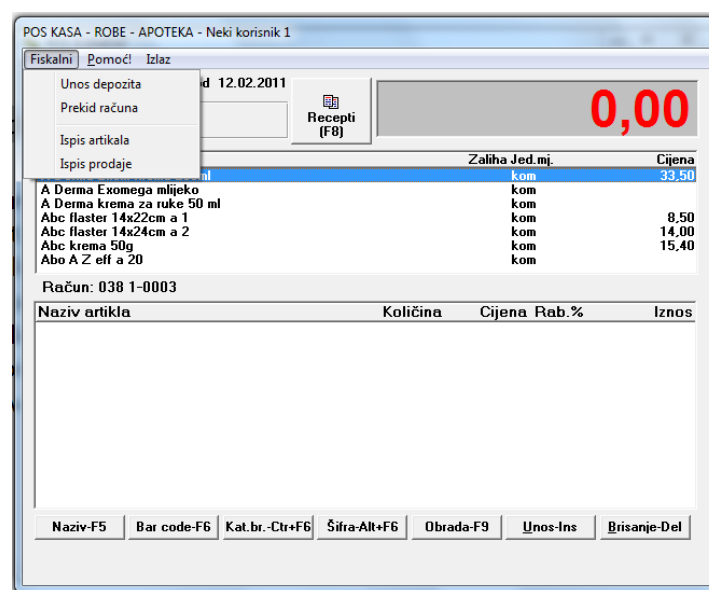 POS KASA - ROBE - APOTEKA - Neki korisnik 1
Fiskalni Pomoć! Izlaz
Unos depozita
Prekid računa
Ispis artikala
Ispis prodaje
d 12.02.2011
Recepti
(F8)
0,00
Zaliha Jed.mj. Cijena
ml kom 33,50
A Derma Exomega mlijeko kom
A Derma krema za ruke 50 ml kom
Abc flaster 14x22cm a 1 kom 8,50
Abc flaster 14x24cm a 2 kom 14,00
Abc krema 50g kom 15,40
Abo A Z eff a 20 kom
Račun: 038 1-0003
Naziv artikla Količina Cijena Rab.% Iznos
Naziv-F5 Bar code-F6 Kat.br.-Ctr+F6 Šifra-Alt+F6 Obrada-F9 Unos-Ins Brisanje-Del